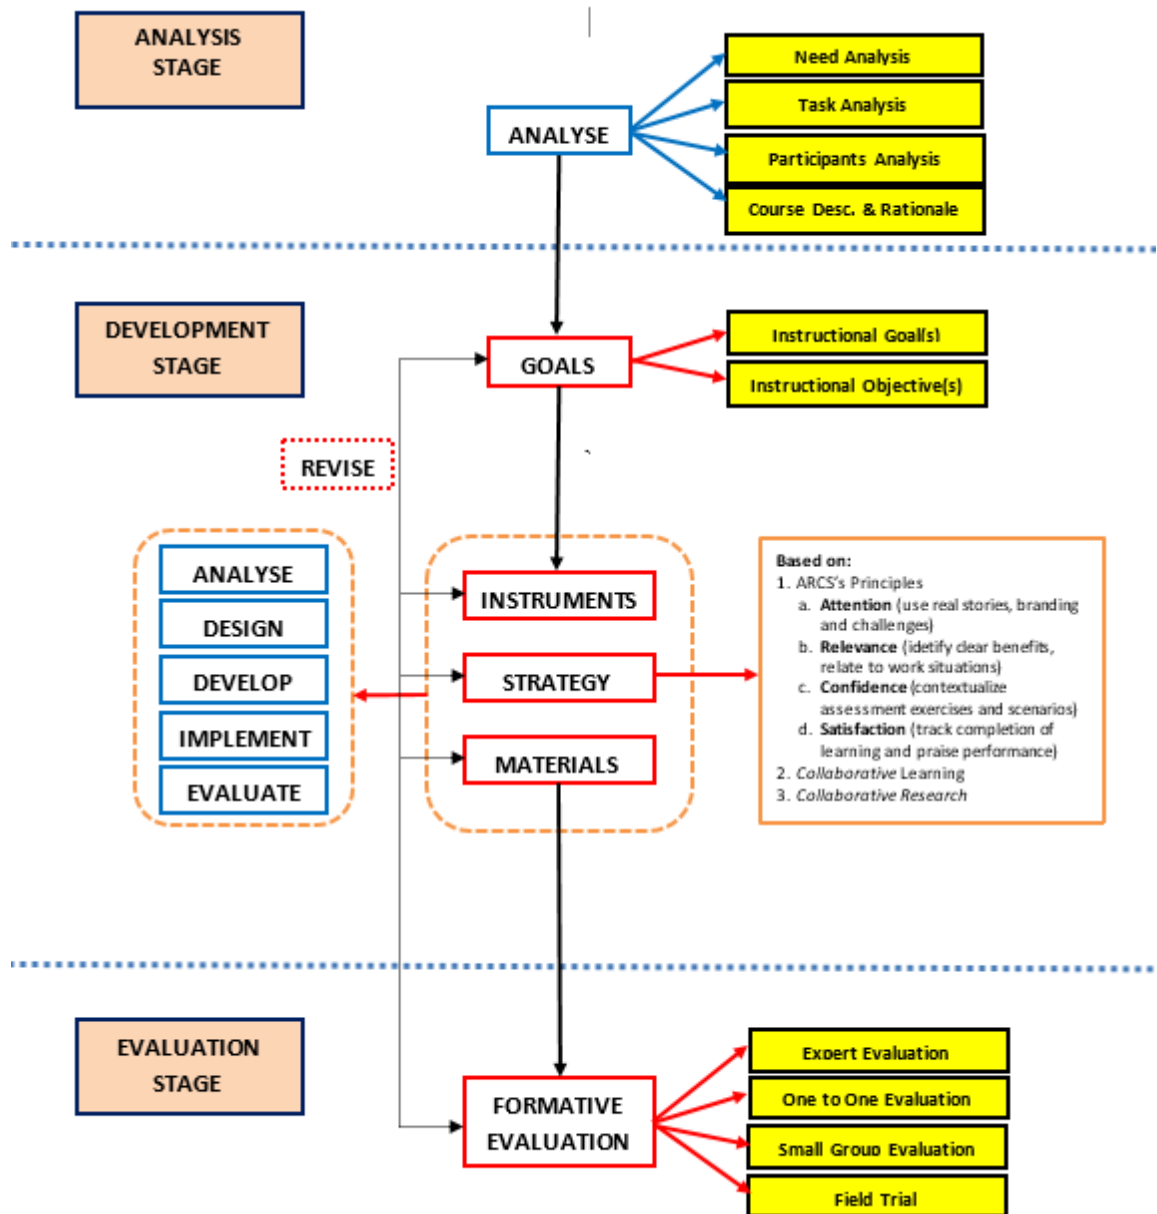 ANALYSIS
STAGE
ANALYSE
Need Analysis
Task Analysis
Participants Analysis
Course Desc. & Rationale
DEVELOPMENT
STAGE
GOALS
Instructional Goal(s)
Instructional Objective(s)
REVISE
ANALYSE
DESIGN
DEVELOP
IMPLEMENT
EVALUATE
INSTRUMENTS
STRATEGY
MATERIALS
Based on:
1. ARCS's Principles
a. Attention (use real stories, branding
and challenges)
b. Relevance (idetify clear benefits,
relate to work situations)
c. Confidence (contextualize
assessment exercises and scenarios)
d. Satisfaction (track completion of
learning and praise performance)
2. Collaborative Learning
3. Collaborative Research
EVALUATION
STAGE
FORMATIVE
EVALUATION
Expert Evaluation
One to One Evaluation
Small Group Evaluation
Field Trial